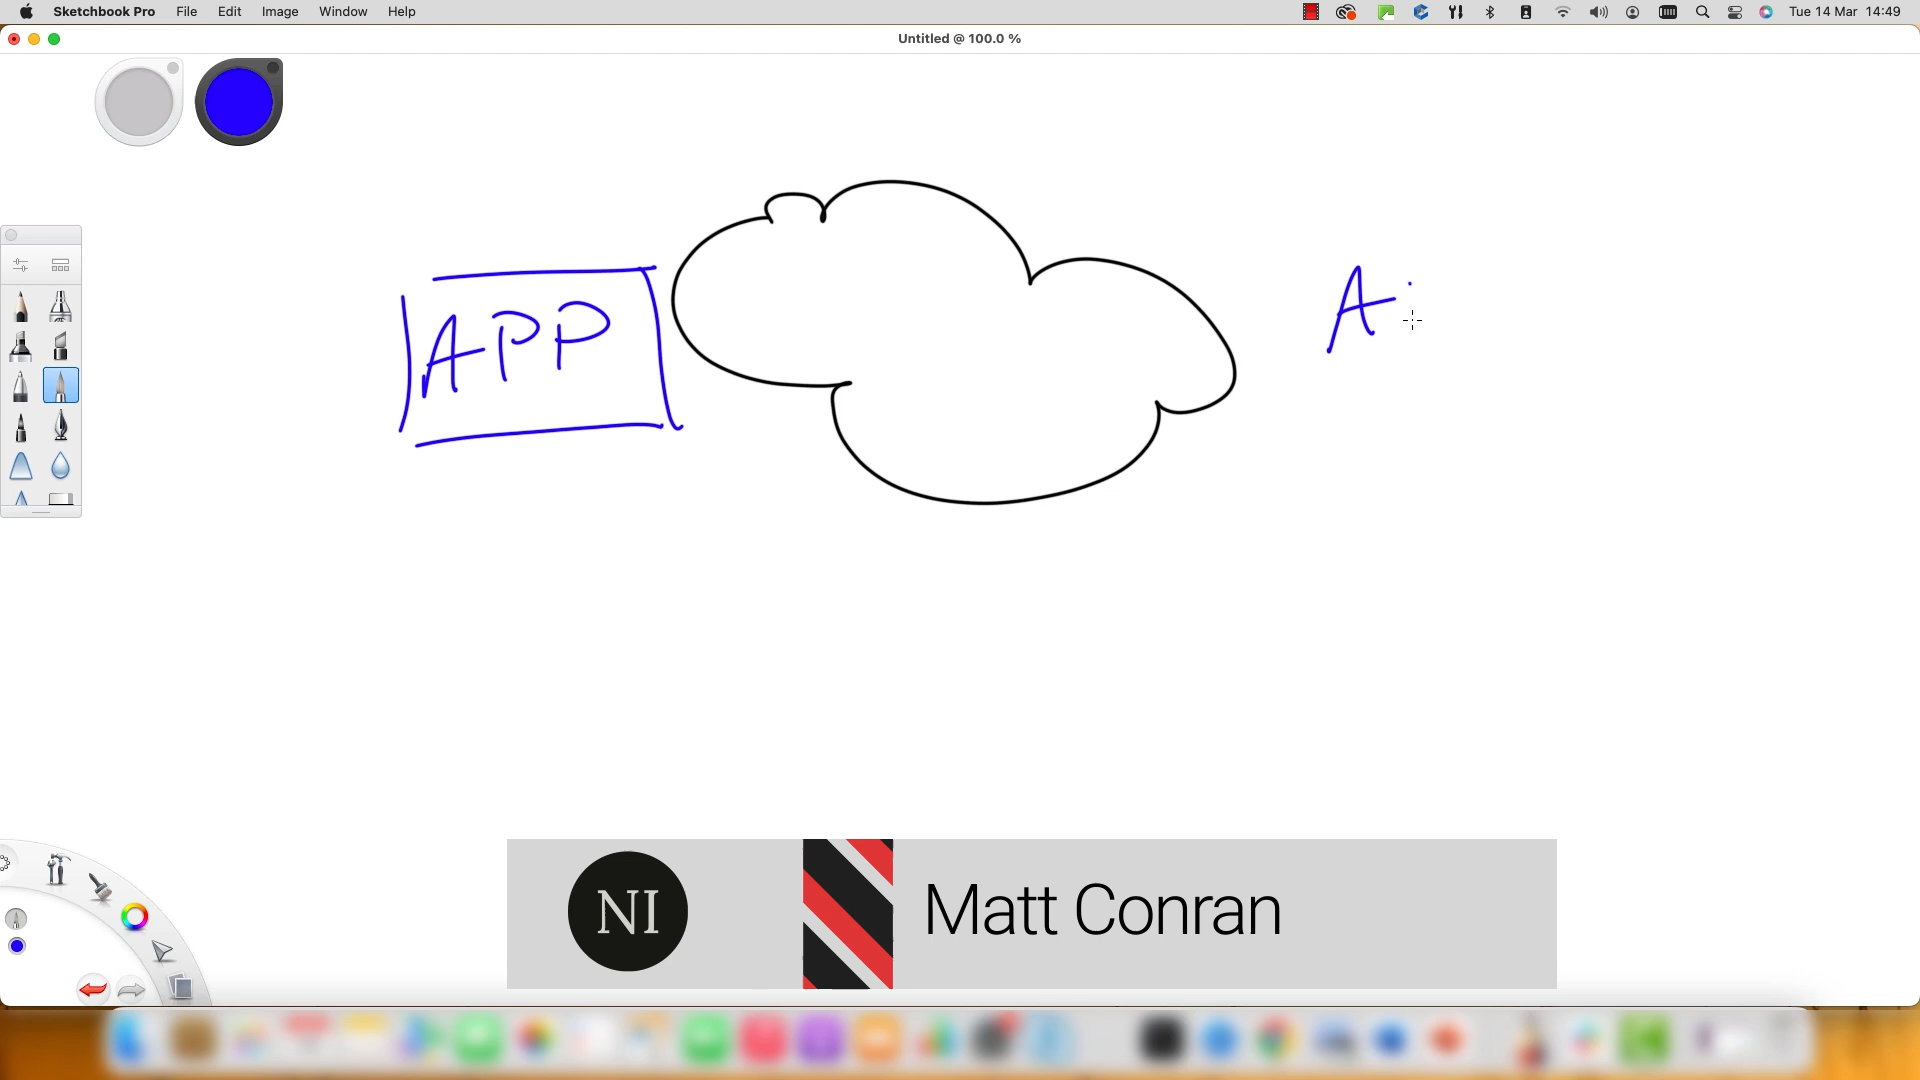 Sketchbook Pro File Edit Image Window Help Tue 14 Mar 14:49
Untitled @ 100.0 %
APP
A
NI Matt Conran